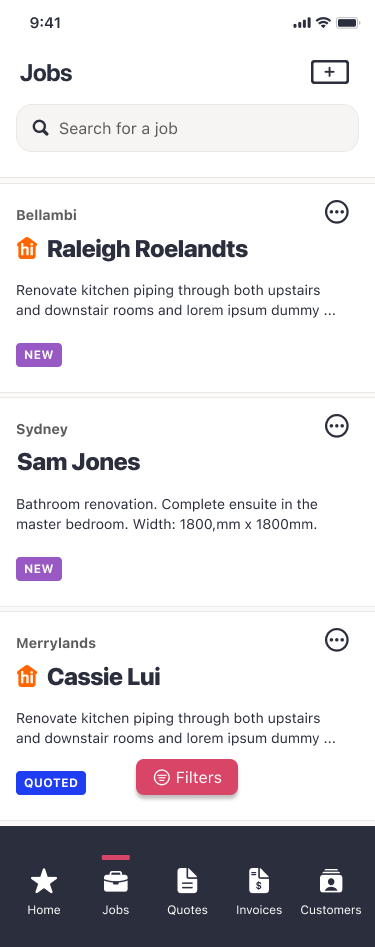 9:41
Jobs
Search for a job
Bellambi
hi Raleigh Roelandts
Renovate kitchen piping through both upstairs
and downstair rooms and lorem ipsum dummy ...
NEW
Sydney
Sam Jones
Bathroom renovation. Complete ensuite in the
master bedroom. Width: 1800,mm x 1800mm.
NEW
Merrylands
hi Cassie Lui
Renovate kitchen piping through both upstairs
and downstair rooms and lorem ipsum dummy ...
QUOTED
Filters
Home Jobs Quotes Invoices Customers